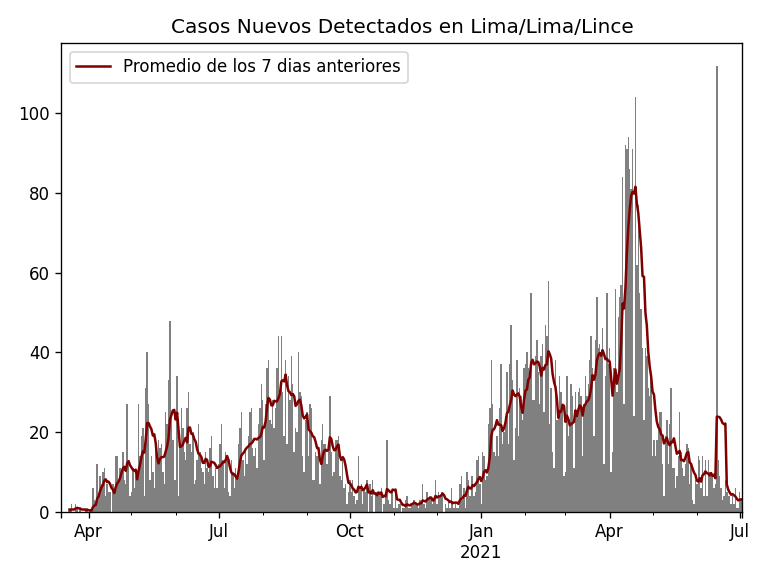 Casos Nuevos Detectados en Lima/Lima/Lince
Promedio de los 7 dias anteriores
100
80
60
40
20
0
Apr Jul Oct Jan Apr Jul
2021